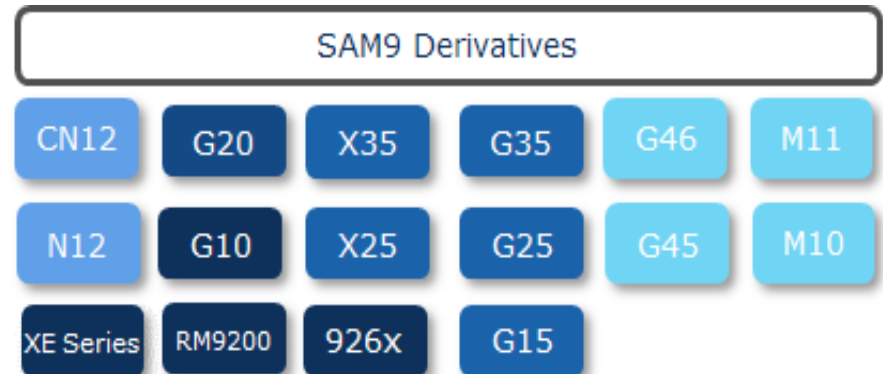 SAM9 Derivatives
CN12 G20 X35 G35 G46 M11
N12 G10 X25 G25 G45 M10
XE Series RM9200 926x G15